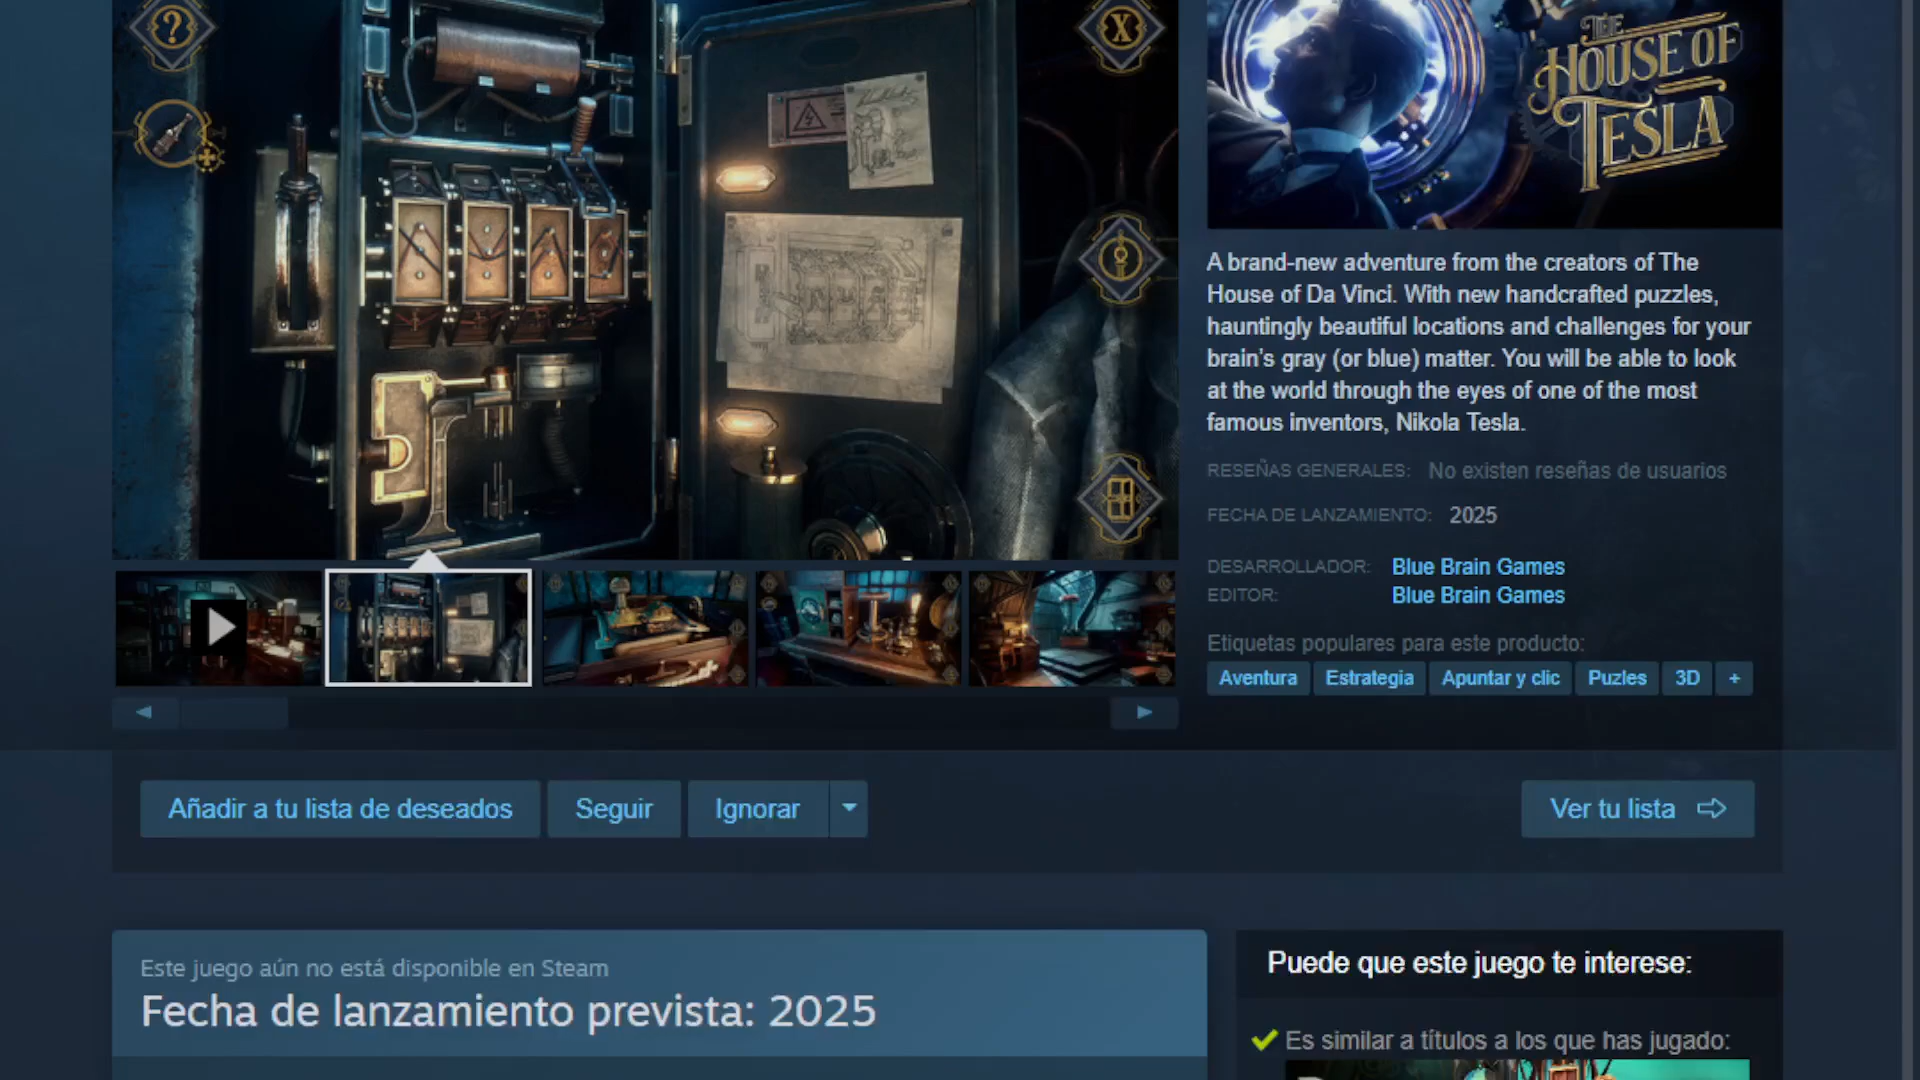 ?
X
THE
HOUSE OF
TESLA
A brand-new adventure from the creators of The
House of Da Vinci. With new handcrafted puzzles,
hauntingly beautiful locations and challenges for your
brain's gray (or blue) matter. You will be able to look
at the world through the eyes of one of the most
famous inventors, Nikola Tesla.
RESEÑAS GENERALES: No existen reseñas de usuarios
FECHA DE LANZAMIENTO: 2025
DESARROLLADOR: Blue Brain Games
EDITOR: Blue Brain Games
Etiquetas populares para este producto:
Aventura Estrategia Apuntar y clic Puzles 3D +
Añadir a tu lista de deseados Seguir Ignorar Ver tu lista
Este juego aún no está disponible en Steam
Fecha de lanzamiento prevista: 2025
Puede que este juego te interese:
Es similar a títulos a los que has jugado: